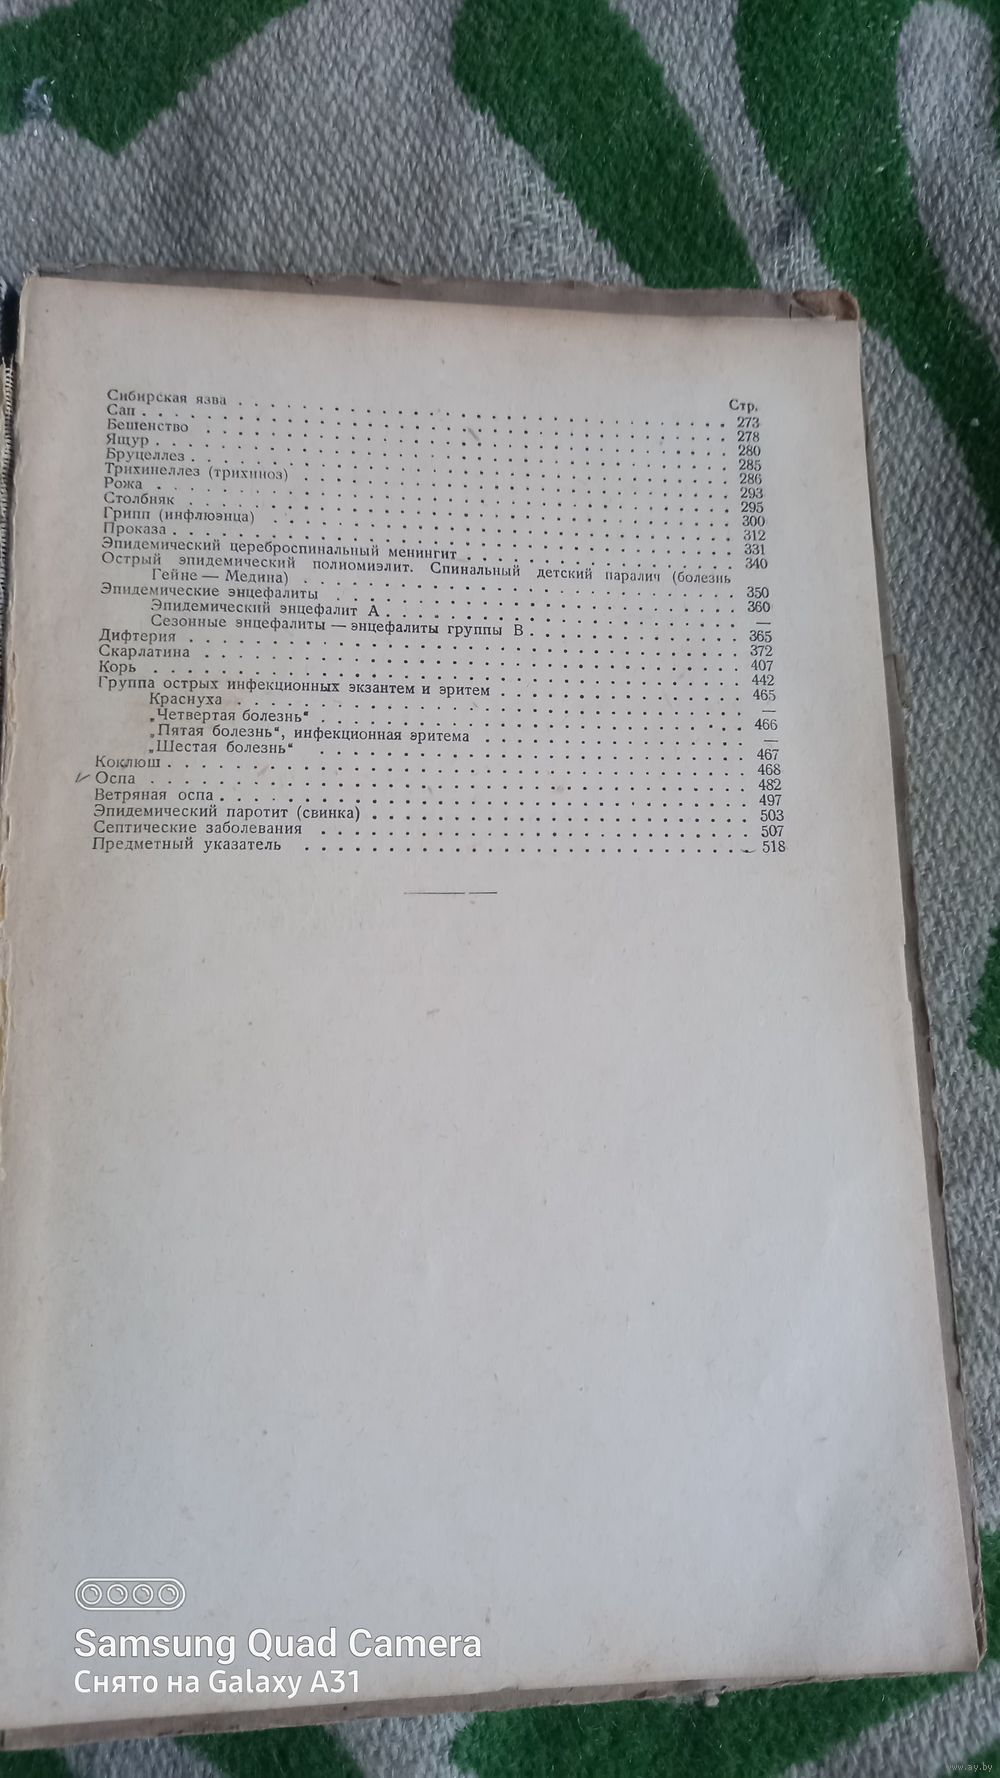 Стр.
Сибирская язва . . . . . . . . . . 273
Сап . . . . . . . . . . 278
Бешенство . . . . . . . . . . 280
Ящур . . . . . . . . . . 285
Бруцеллез . . . . . . . . . . 286
Трихинеллез (трихиноз) . . . . . . . . . . 293
Рожа . . . . . . . . . . 295
Столбняк . . . . . . . . . . 300
Грипп (инфлюэнца) . . . . . . . . . . 312
Проказа . . . . . . . . . . 331
Эпидемический цереброспинальный менингит . . . . . . . . . . 340
Острый эпидемический полиомиэлит. Спинальный детский паралич (болезнь
Гейне — Медина) . . . . . . . . . . 350
Эпидемические энцефалиты . . . . . . . . . . 360
Эпидемический энцефалит А . . . . . . . . . . —
Сезонные энцефалиты — энцефалиты группы В . . . . . . . . . . 365
Дифтерия . . . . . . . . . . 372
Скарлатина . . . . . . . . . . 407
Корь . . . . . . . . . . 442
Группа острых инфекционных экзантем и эритем . . . . . . . . . . 465
Краснуха . . . . . . . . . . —
„Четвертая болезнь“ . . . . . . . . . . 466
„Пятая болезнь“, инфекционная эритема . . . . . . . . . . —
„Шестая болезнь“ . . . . . . . . . . 467
Коклюш . . . . . . . . . . 468
Оспа . . . . . . . . . . 482
Ветряная оспа . . . . . . . . . . 497
Эпидемический паротит (свинка) . . . . . . . . . . 503
Септические заболевания . . . . . . . . . . 507
Предметный указатель . . . . . . . . . . 518
Samsung Quad Camera
Снято на Galaxy A31
www.ay.by